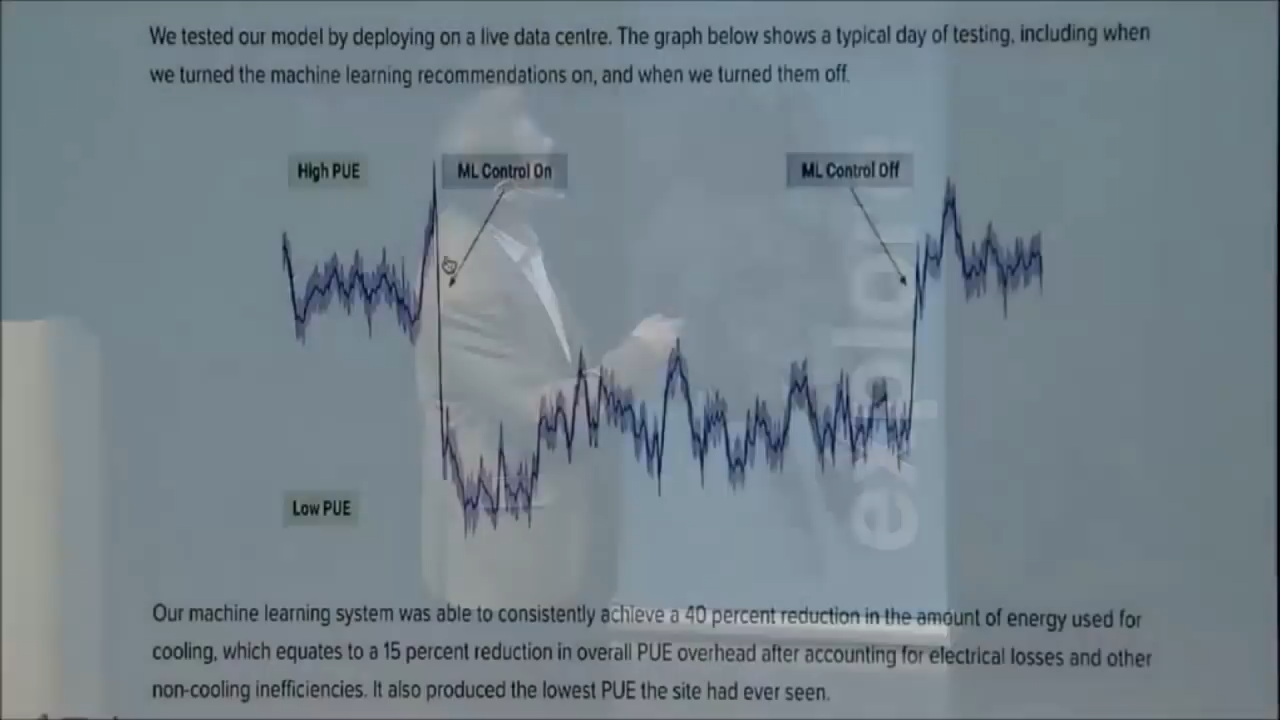 We tested our model by deploying on a live data centre. The graph below shows a typical day of testing, including when
we turned the machine learning recommendations on, and when we turned them off.
High PUE
ML Control On
ML Control Off
Low PUE
Our machine learning system was able to consistently achieve a 40 percent reduction in the amount of energy used for
cooling, which equates to a 15 percent reduction in overall PUE overhead after accounting for electrical losses and other
non-cooling inefficiencies. It also produced the lowest PUE the site had ever seen.